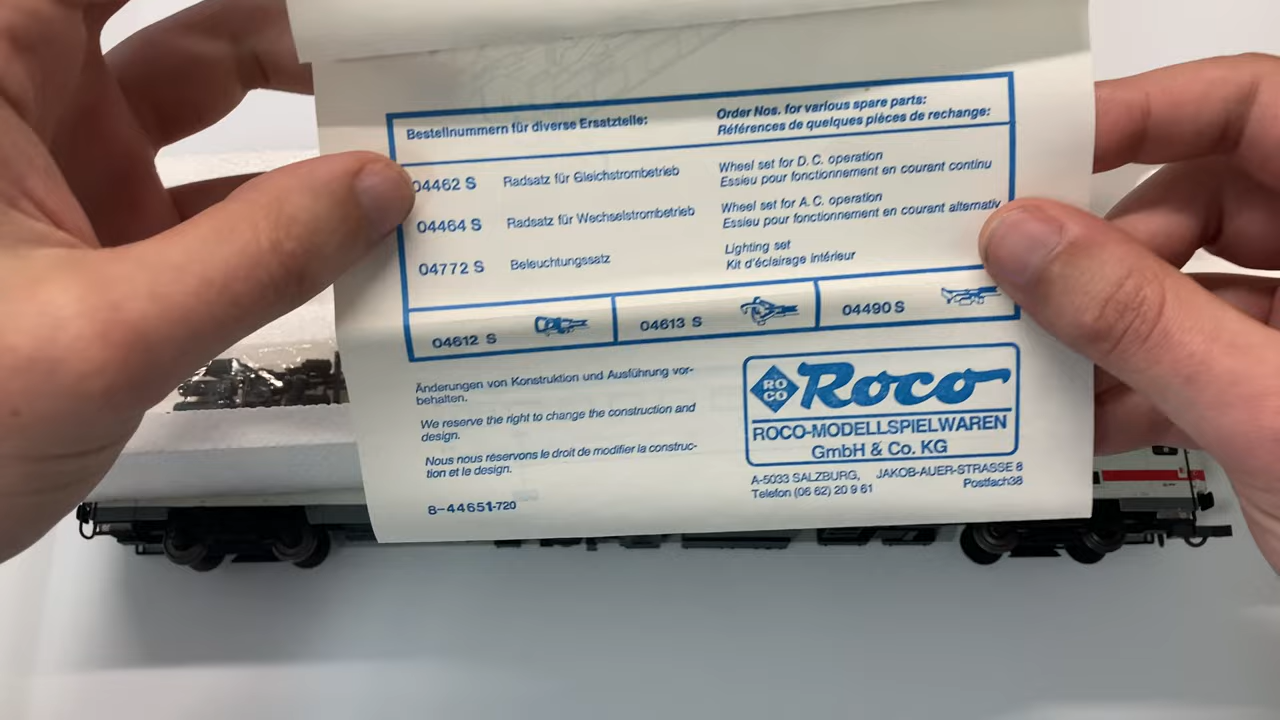 Bestellnummern für diverse Ersatzteile:
Order Nos. for various spare parts:
Références de quelques pièces de rechange:
04462 S Radsatz für Gleichstrombetrieb
Wheel set for D. C. operation
Essieu pour fonctionnement en courant continu
04464 S Radsatz für Wechselstrombetrieb
Wheel set for A. C. operation
Essieu pour fonctionnement en courant alternativ
04772 S Beleuchtungssatz
Lighting set
Kit d'éclairage intérieur
04612 S
04613 S
04490 S
Änderungen von Konstruktion und Ausführung vor-
behalten.
We reserve the right to change the construction and
design.
Nous nous réservons le droit de modifier la construc-
tion et le design.
8-44651-720
RO
CO
Roco
ROCO-MODELLSPIELWAREN
GmbH & Co. KG
A-5033 SALZBURG, JAKOB-AUER-STRASSE 8
Telefon (06 62) 20 9 61 Postfach38